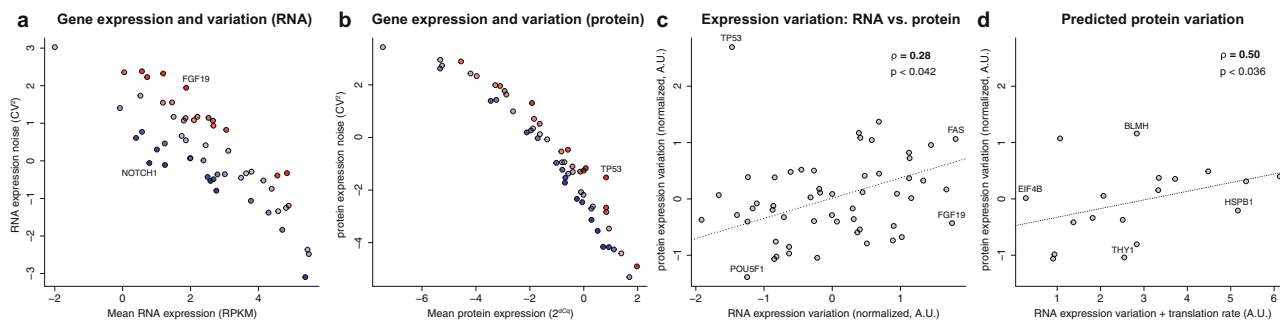 a Gene expression and variation (RNA)
RNA expression noise (CV²)
3
2
1
0
−1
−2
−3
FGF19
NOTCH1
−2 0 2 4
Mean RNA expression (RPKM)
b Gene expression and variation (protein)
protein expression noise (CV²)
2
0
−2
−4
TP53
−6 −4 −2 0 2
Mean protein expression (2^dCq)
c Expression variation: RNA vs. protein
protein expression variation (normalized, A.U.)
2
1
0
−1
TP53
ρ = 0.28
p < 0.042
FAS
FGF19
POU5F1
−2 −1 0 1 2
RNA expression variation (normalized, A.U.)
d Predicted protein variation
protein expression variation (normalized, A.U.)
2
1
0
−1
ρ = 0.50
p < 0.036
BLMH
EIF4B
HSPB1
THY1
1 2 3 4 5 6
RNA expression variation + translation rate (A.U.)